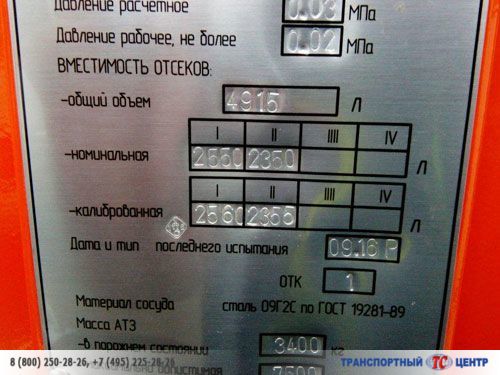 Давление расчетное 0.03 МПа
Давление рабочее, не более 0.02 МПа
ВМЕСТИМОСТЬ ОТСЕКОВ:
-общий объем 4915 Л
I II IIII IV
-номинальная 2550 2350 Л
I II IIII IV
-калиброванная 2560 2355 Л
Дата и тип последнего испытания 09.16 Р
ОТК 1
Материал сосуда сталь 09Г2С по ГОСТ 19281-89
Масса АТЗ
-в порожнем состоянии 3400 кг
7500
8 (800) 250-28-26, +7 (495) 225-28-26 ТРАНСПОРТНЫЙ ТС ЦЕНТР